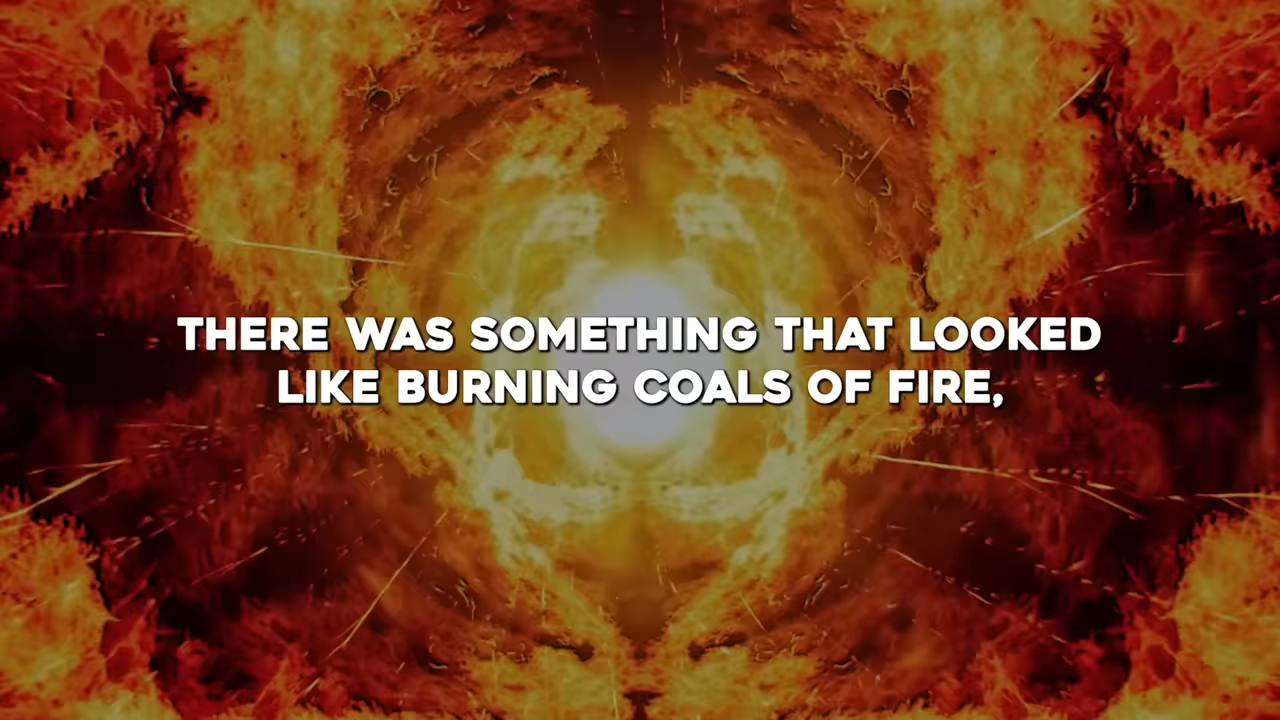 THERE WAS SOMETHING THAT LOOKED
LIKE BURNING COALS OF FIRE,